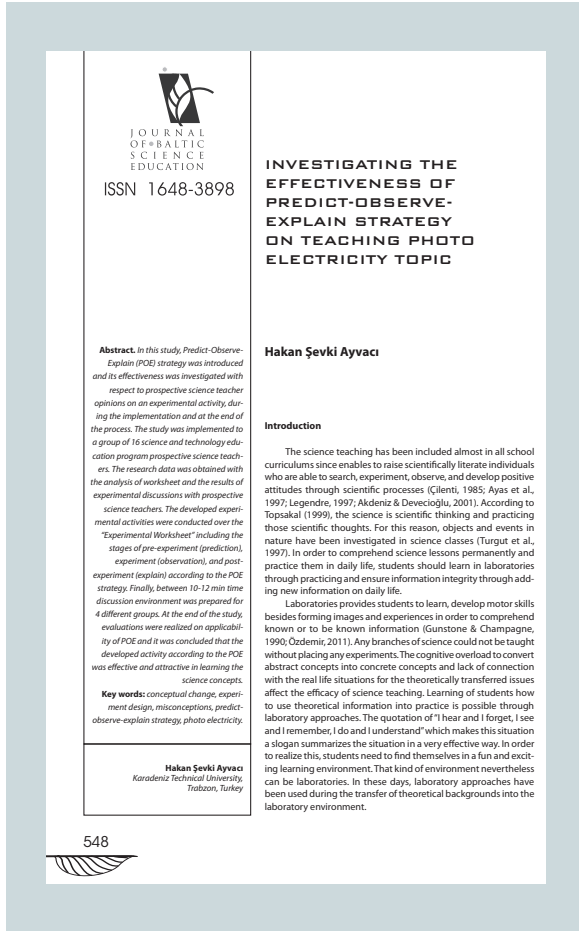 JOURNAL
OF BALTIC
SCIENCE
EDUCATION
ISSN 1648-3898
INVESTIGATING THE
EFFECTIVENESS OF
PREDICT-OBSERVE-
EXPLAIN STRATEGY
ON TEACHING PHOTO
ELECTRICITY TOPIC
Abstract. In this study, Predict-Observe-
Explain (POE) strategy was introduced
and its effectiveness was investigated with
respect to prospective science teacher
opinions on an experimental activity, dur-
ing the implementation and at the end of
the process. The study was implemented to
a group of 16 science and technology edu-
cation program prospective science teach-
ers. The research data was obtained with
the analysis of worksheet and the results of
experimental discussions with prospective
science teachers. The developed experi-
mental activities were conducted over the
"Experimental Worksheet" including the
stages of pre-experiment (prediction),
experiment (observation), and post-
experiment (explain) according to the POE
strategy. Finally, between 10-12 min time
discussion environment was prepared for
4 different groups. At the end of the study,
evaluations were realized on applicabil-
ity of POE and it was concluded that the
developed activity according to the POE
was effective and attractive in learning the
science concepts.
Key words: conceptual change, experi-
ment design, misconceptions, predict-
observe-explain strategy, photo electricity.
Hakan Şevki Ayvacı
Karadeniz Technical University,
Trabzon, Turkey
Hakan Şevki Ayvacı
Introduction
The science teaching has been included almost in all school
curriculums since enables to raise scientifically literate individuals
who are able to search, experiment, observe, and develop positive
attitudes through scientific processes (Çilenti, 1985; Ayas et al.,
1997; Legendre, 1997; Akdeniz & Devecioğlu, 2001). According to
Topsakal (1999), the science is scientific thinking and practicing
those scientific thoughts. For this reason, objects and events in
nature have been investigated in science classes (Turgut et al.,
1997). In order to comprehend science lessons permanently and
practice them in daily life, students should learn in laboratories
through practicing and ensure information integrity through add-
ing new information on daily life.
Laboratories provides students to learn, develop motor skills
besides forming images and experiences in order to comprehend
known or to be known information (Gunstone & Champagne,
1990; Özdemir, 2011). Any branches of science could not be taught
without placing any experiments. The cognitive overload to convert
abstract concepts into concrete concepts and lack of connection
with the real life situations for the theoretically transferred issues
affect the efficacy of science teaching. Learning of students how
to use theoretical information into practice is possible through
laboratory approaches. The quotation of "I hear and I forget, I see
and I remember, I do and I understand" which makes this situation
a slogan summarizes the situation in a very effective way. In order
to realize this, students need to find themselves in a fun and excit-
ing learning environment. That kind of environment nevertheless
can be laboratories. In these days, laboratory approaches have
been used during the transfer of theoretical backgrounds into the
laboratory environment.
548